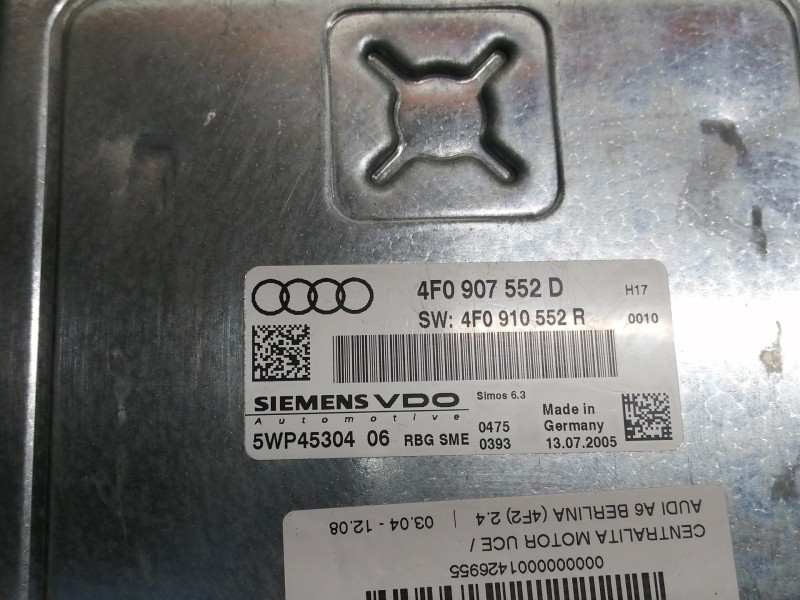 4F0 907 552 D H17
SW: 4F0 910 552 R 0010
SIEMENS VDO Simos 6.3
Automotive
5WP45304 06 RBG SME 0475 0393
Made in Germany
13.07.2005
0000000001426955
CENTRALITA MOTOR UCE /
AUDI A6 BERLINA (4F2) 2.4 | 03.04 - 12.08